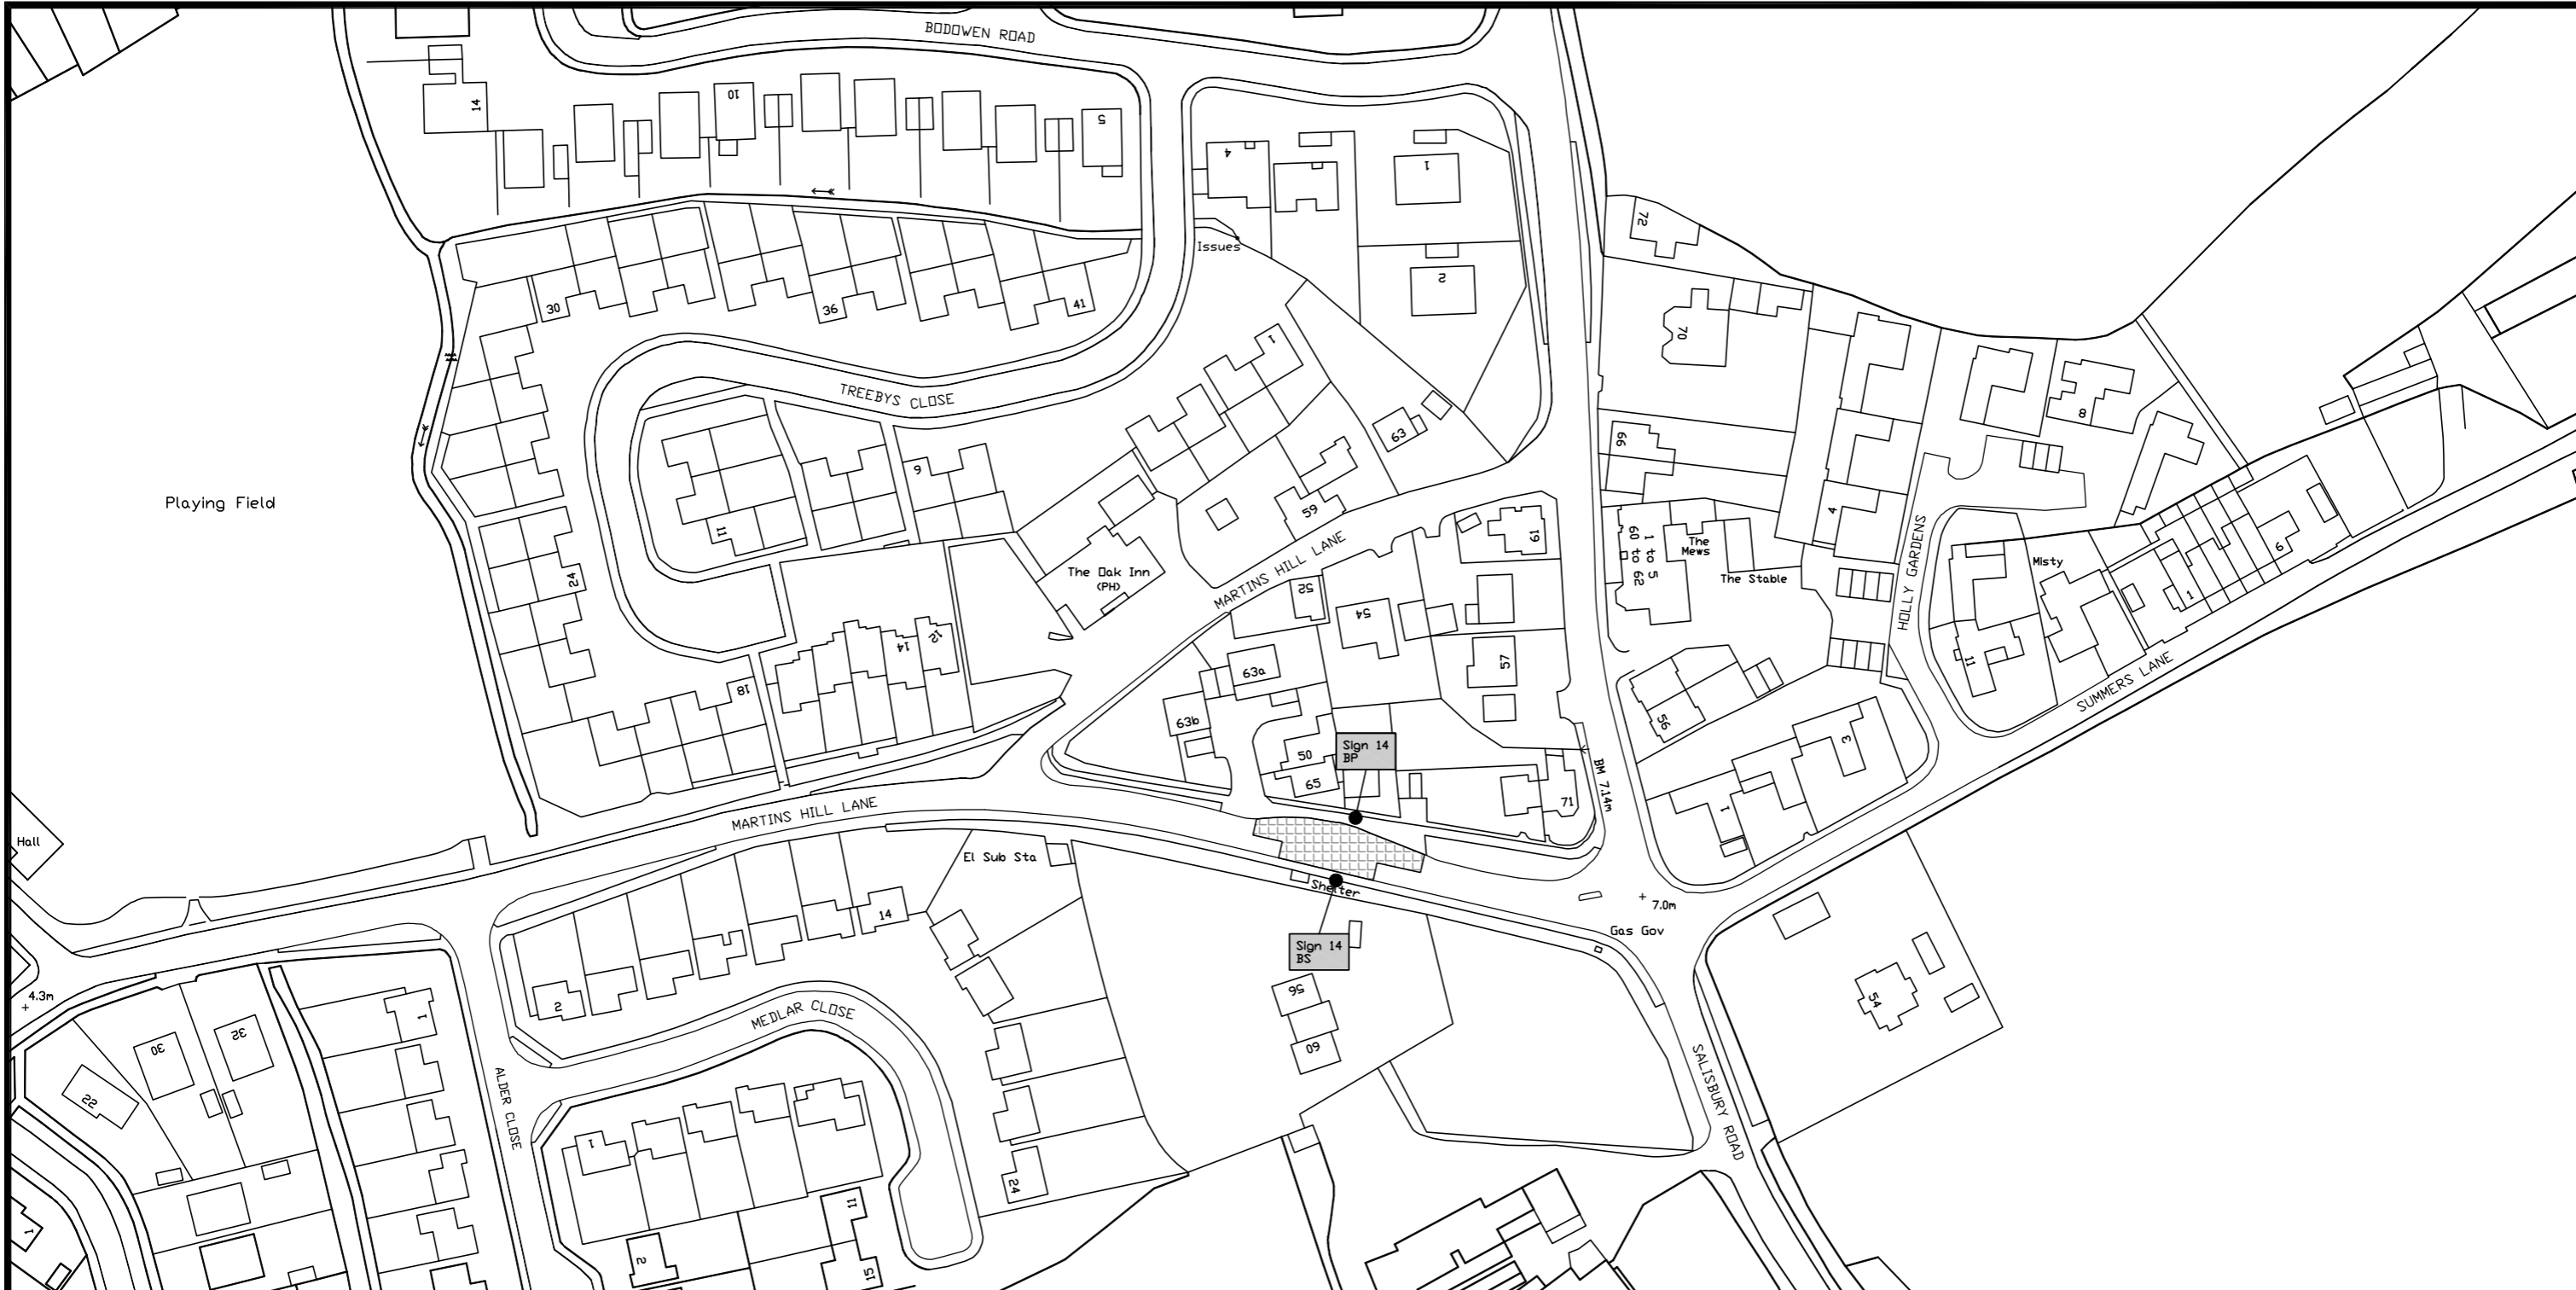 BODOWEN ROAD
14
10
5
4
1
2
Issues
72
70
30
36
41
1
TREEBYS CLOSE
63
66
8
9
11
59
4
Playing Field
24
The Oak Inn
(PH)
MARTINS HILL LANE
61
52
54
57
1 to 5
60 to 62
The
Mews
The Stable
HOLLY GARDENS
Misty
1
6
11
12
14
18
63a
63b
50
65
Sign 14
BP
71
BM 7.14m
56
3
1
SUMMERS LANE
MARTINS HILL LANE
Hall
El Sub Sta
Shelter
7.0m
Gas Gov
Sign 14
BS
14
2
56
60
54
4.3m
30
32
22
1
MEDLAR CLOSE
ALDER CLOSE
SALISBURY ROAD
1
24
11
2
15
1